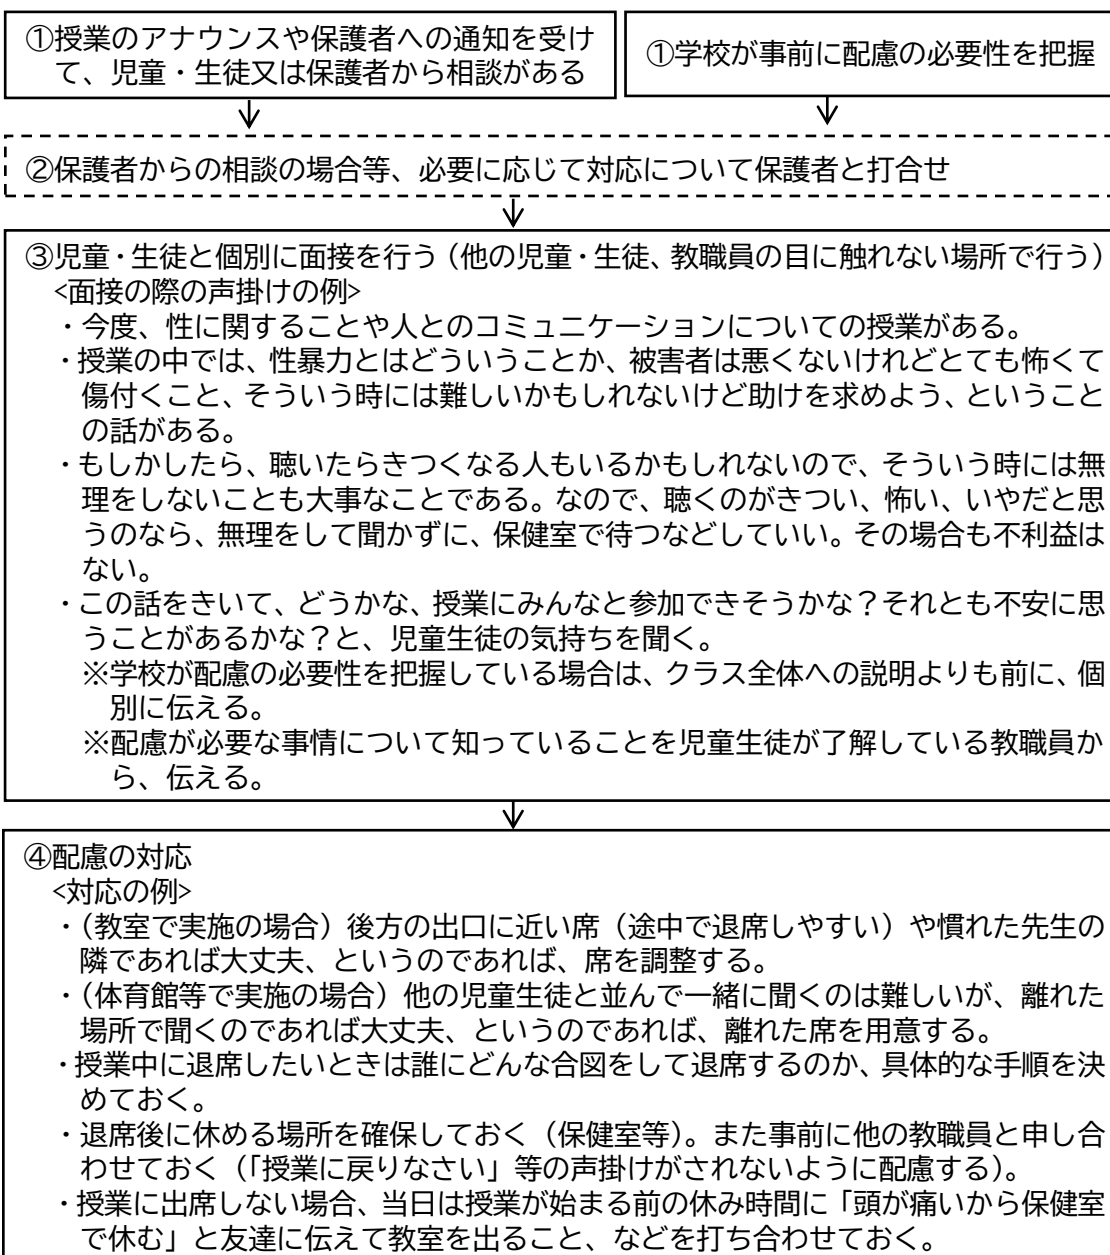 ①授業のアナウンスや保護者への通知を受け
て、児童・生徒又は保護者から相談がある
①学校が事前に配慮の必要性を把握
②保護者からの相談の場合等、必要に応じて対応について保護者と打合せ
③児童・生徒と個別に面接を行う（他の児童・生徒、教職員の目に触れない場所で行う）
<面接の際の声掛けの例>
・今度、性に関することや人とのコミュニケーションについての授業がある。
・授業の中では、性暴力とはどういうことか、被害者は悪くないけれどとても怖くて
傷付くこと、そういう時には難しいかもしれないけど助けを求めよう、ということ
の話がある。
・もしかしたら、聴いたらきつくなる人もいるかもしれないので、そういう時には無
理をしないことも大事なことである。なので、聴くのがきつい、怖い、いやだと思
うのなら、無理をして聞かずに、保健室で待つなどしていい。その場合も不利益は
ない。
・この話をきいて、どうかな、授業にみんなと参加できそうかな？それとも不安に思
うことがあるかな？と、児童生徒の気持ちを聞く。
※学校が配慮の必要性を把握している場合は、クラス全体への説明よりも前に、個
別に伝える。
※配慮が必要な事情について知っていることを児童生徒が了解している教職員か
ら、伝える。
④配慮の対応
<対応の例>
・（教室で実施の場合）後方の出口に近い席（途中で退席しやすい）や慣れた先生の
隣であれば大丈夫、というのであれば、席を調整する。
・（体育館等で実施の場合）他の児童生徒と並んで一緒に聞くのは難しいが、離れた
場所で聞くのであれば大丈夫、というのであれば、離れた席を用意する。
・授業中に退席したいときは誰にどんな合図をして退席するのか、具体的な手順を決
めておく。
・退席後に休める場所を確保しておく（保健室等）。また事前に他の教職員と申し合
わせておく（「授業に戻りなさい」等の声掛けがされないように配慮する）。
・授業に出席しない場合、当日は授業が始まる前の休み時間に「頭が痛いから保健室
で休む」と友達に伝えて教室を出ること、などを打ち合わせておく。